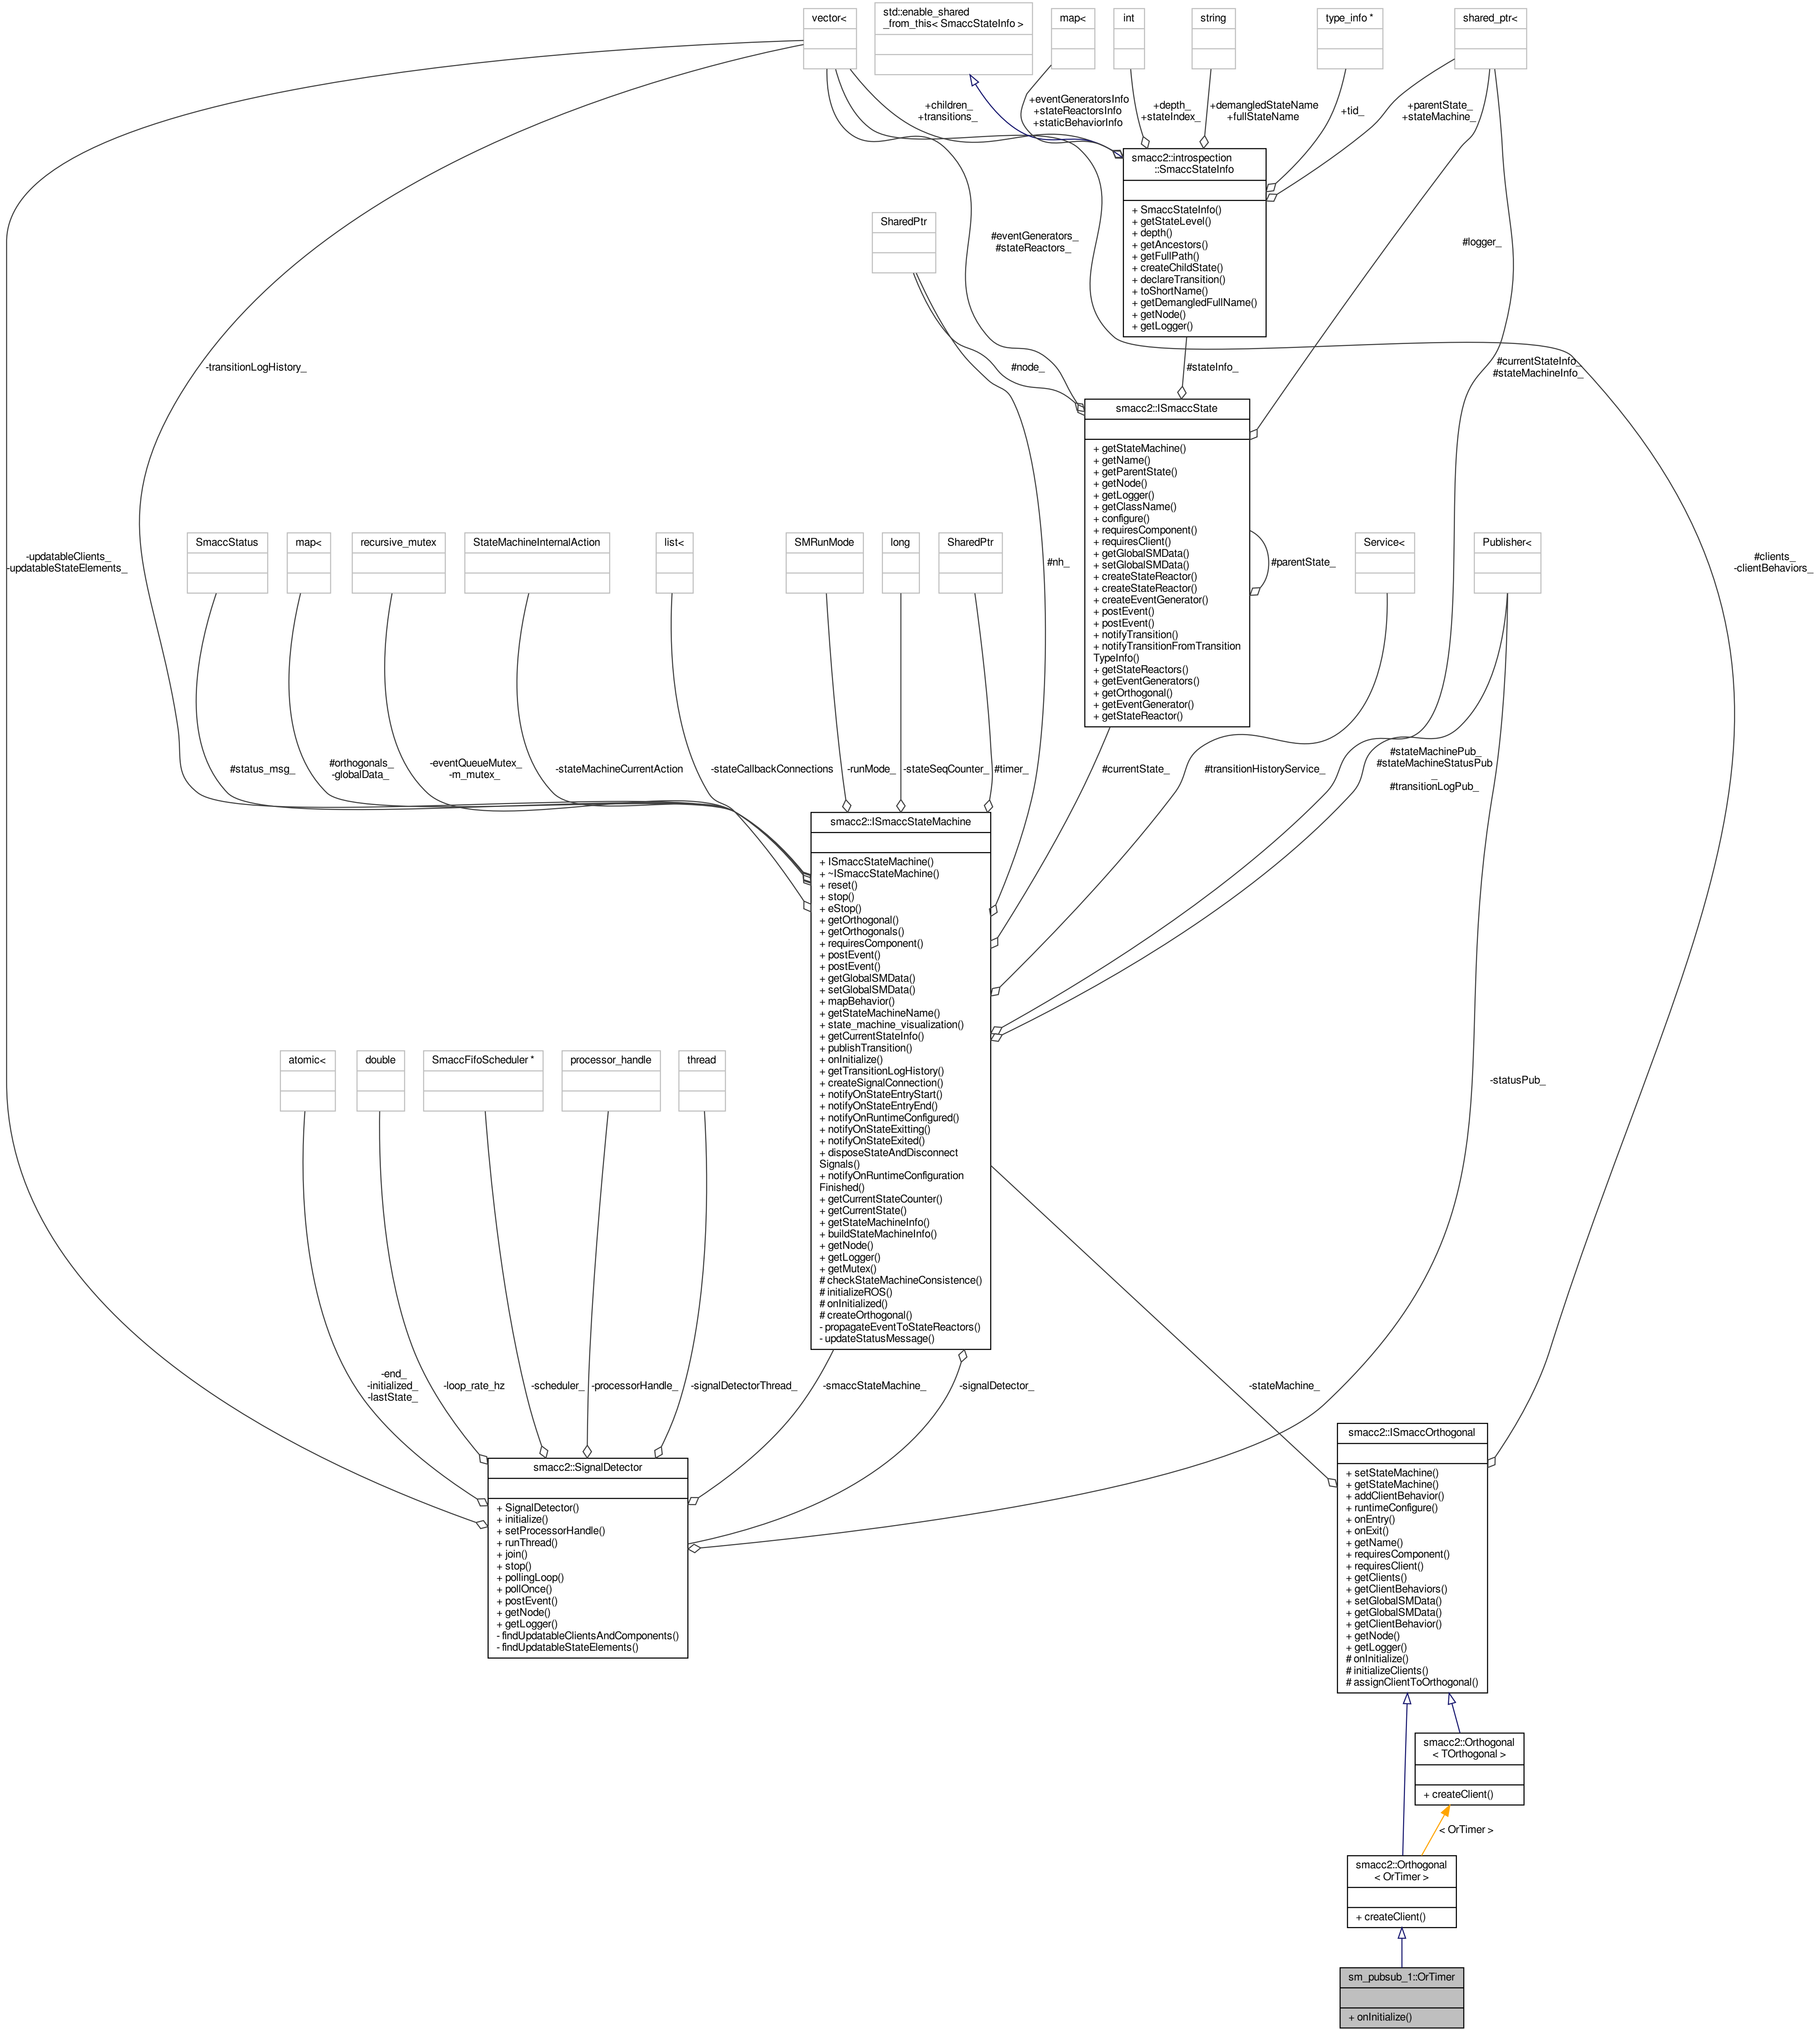 vector<
std::enable_shared
_from_this< SmaccStateInfo >
map<
int
string
type_info *
shared_ptr<
+children_
+transitions_
+eventGeneratorsInfo
+stateReactorsInfo
+staticBehaviorInfo
+depth_
+stateIndex_
+demangledStateName
+fullStateName
+tid_
+parentState_
+stateMachine_
smacc2::introspection
::SmaccStateInfo
+ SmaccStateInfo()
+ getStateLevel()
+ depth()
+ getAncestors()
+ getFullPath()
+ createChildState()
+ declareTransition()
+ toShortName()
+ getDemangledFullName()
+ getNode()
+ getLogger()
SharedPtr
#eventGenerators_
#stateReactors_
#logger_
-transitionLogHistory_
#node_
#stateInfo_
#currentStateInfo_
#stateMachineInfo_
smacc2::ISmaccState
+ getStateMachine()
+ getName()
+ getParentState()
+ getNode()
+ getLogger()
+ getClassName()
+ configure()
+ requiresComponent()
+ requiresClient()
+ getGlobalSMData()
+ setGlobalSMData()
+ createStateReactor()
+ createStateReactor()
+ createEventGenerator()
+ postEvent()
+ postEvent()
+ notifyTransition()
+ notifyTransitionFromTransition
TypeInfo()
+ getStateReactors()
+ getEventGenerators()
+ getOrthogonal()
+ getEventGenerator()
+ getStateReactor()
#parentState_
-updatableClients_
-updatableStateElements_
SmaccStatus
map<
recursive_mutex
StateMachineInternalAction
list<
SMRunMode
long
SharedPtr
#nh_
Service<
Publisher<
#clients_
-clientBehaviors_
#status_msg_
#orthogonals_
-globalData_
-eventQueueMutex_
-m_mutex_
-stateMachineCurrentAction
-stateCallbackConnections
-runMode_
-stateSeqCounter_
#timer_
#currentState_
#transitionHistoryService_
#stateMachinePub_
#stateMachineStatusPub
_
#transitionLogPub_
smacc2::ISmaccStateMachine
+ ISmaccStateMachine()
+ ~ISmaccStateMachine()
+ reset()
+ stop()
+ eStop()
+ getOrthogonal()
+ getOrthogonals()
+ requiresComponent()
+ postEvent()
+ postEvent()
+ getGlobalSMData()
+ setGlobalSMData()
+ mapBehavior()
+ getStateMachineName()
+ state_machine_visualization()
+ getCurrentStateInfo()
+ publishTransition()
+ onInitialize()
+ getTransitionLogHistory()
+ createSignalConnection()
+ notifyOnStateEntryStart()
+ notifyOnStateEntryEnd()
+ notifyOnRuntimeConfigured()
+ notifyOnStateExitting()
+ notifyOnStateExited()
+ disposeStateAndDisconnect
Signals()
+ notifyOnRuntimeConfiguration
Finished()
+ getCurrentStateCounter()
+ getCurrentState()
+ getStateMachineInfo()
+ buildStateMachineInfo()
+ getNode()
+ getLogger()
+ getMutex()
# checkStateMachineConsistence()
# initializeROS()
# onInitialized()
# createOrthogonal()
- propagateEventToStateReactors()
- updateStatusMessage()
atomic<
double
SmaccFifoScheduler *
processor_handle
thread
-statusPub_
-end_
-initialized_
-lastState_
-loop_rate_hz
-scheduler_
-processorHandle_
-signalDetectorThread_
-smaccStateMachine_
-signalDetector_
-stateMachine_
smacc2::SignalDetector
+ SignalDetector()
+ initialize()
+ setProcessorHandle()
+ runThread()
+ join()
+ stop()
+ pollingLoop()
+ pollOnce()
+ postEvent()
+ getNode()
+ getLogger()
- findUpdatableClientsAndComponents()
- findUpdatableStateElements()
smacc2::ISmaccOrthogonal
+ setStateMachine()
+ getStateMachine()
+ addClientBehavior()
+ runtimeConfigure()
+ onEntry()
+ onExit()
+ getName()
+ requiresComponent()
+ requiresClient()
+ getClients()
+ getClientBehaviors()
+ setGlobalSMData()
+ getGlobalSMData()
+ getClientBehavior()
+ getNode()
+ getLogger()
# onInitialize()
# initializeClients()
# assignClientToOrthogonal()
smacc2::Orthogonal
< TOrthogonal >
+ createClient()
< OrTimer >
smacc2::Orthogonal
< OrTimer >
+ createClient()
sm_pubsub_1::OrTimer
+ onInitialize()